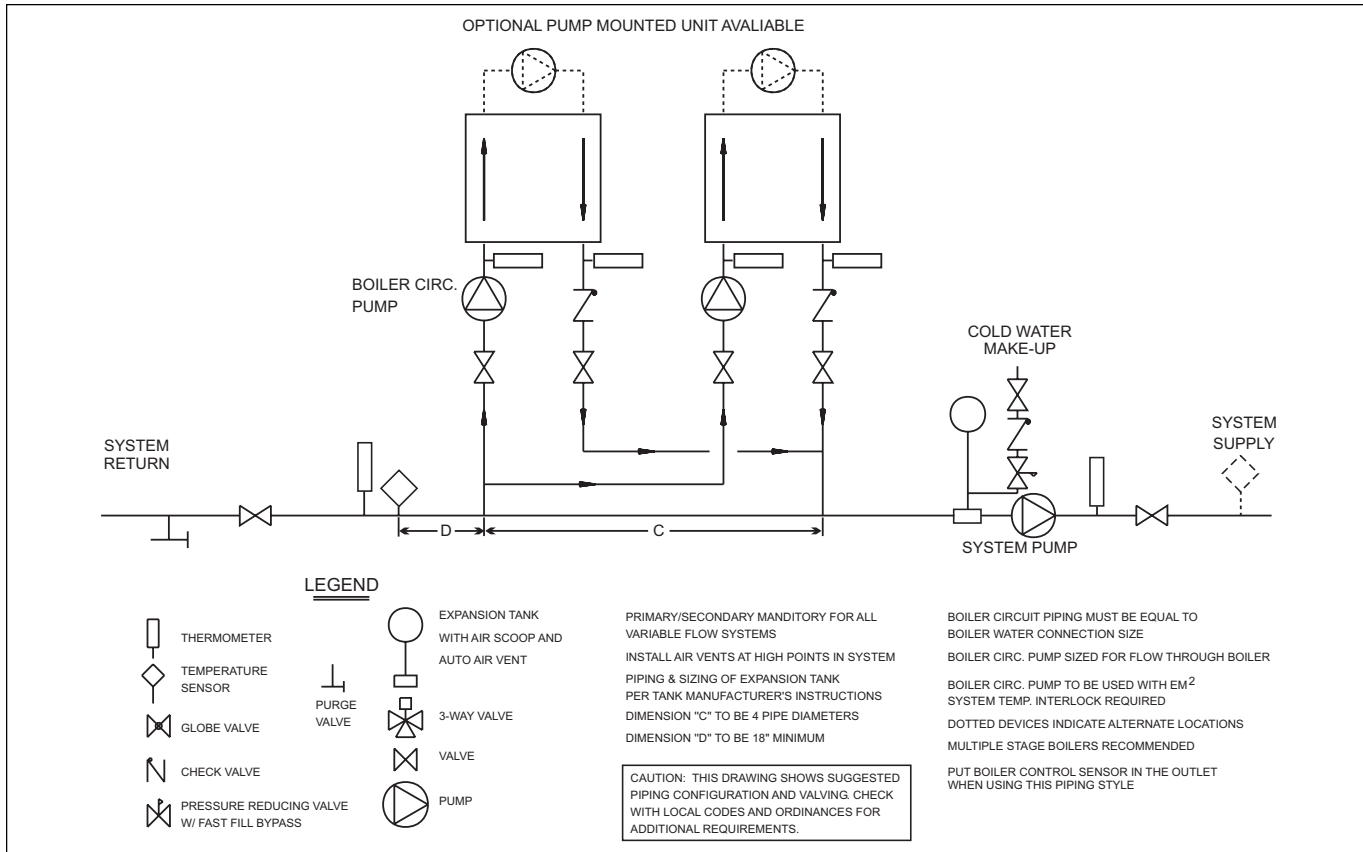 OPTIONAL PUMP MOUNTED UNIT AVALIABLE
BOILER CIRC.
PUMP
COLD WATER
MAKE-UP
SYSTEM
RETURN
SYSTEM
SUPPLY
D
C
SYSTEM PUMP
LEGEND
THERMOMETER
TEMPERATURE
SENSOR
GLOBE VALVE
CHECK VALVE
PRESSURE REDUCING VALVE
W/ FAST FILL BYPASS
PURGE
VALVE
EXPANSION TANK
WITH AIR SCOOP AND
AUTO AIR VENT
3-WAY VALVE
VALVE
PUMP
PRIMARY/SECONDARY MANDITORY FOR ALL
VARIABLE FLOW SYSTEMS
INSTALL AIR VENTS AT HIGH POINTS IN SYSTEM
PIPING & SIZING OF EXPANSION TANK
PER TANK MANUFACTURER'S INSTRUCTIONS
DIMENSION "C" TO BE 4 PIPE DIAMETERS
DIMENSION "D" TO BE 18" MINIMUM
CAUTION: THIS DRAWING SHOWS SUGGESTED
PIPING CONFIGURATION AND VALVING. CHECK
WITH LOCAL CODES AND ORDINANCES FOR
ADDITIONAL REQUIREMENTS.
BOILER CIRCUIT PIPING MUST BE EQUAL TO
BOILER WATER CONNECTION SIZE
BOILER CIRC. PUMP SIZED FOR FLOW THROUGH BOILER
BOILER CIRC. PUMP TO BE USED WITH EM²
SYSTEM TEMP. INTERLOCK REQUIRED
DOTTED DEVICES INDICATE ALTERNATE LOCATIONS
MULTIPLE STAGE BOILERS RECOMMENDED
PUT BOILER CONTROL SENSOR IN THE OUTLET
WHEN USING THIS PIPING STYLE